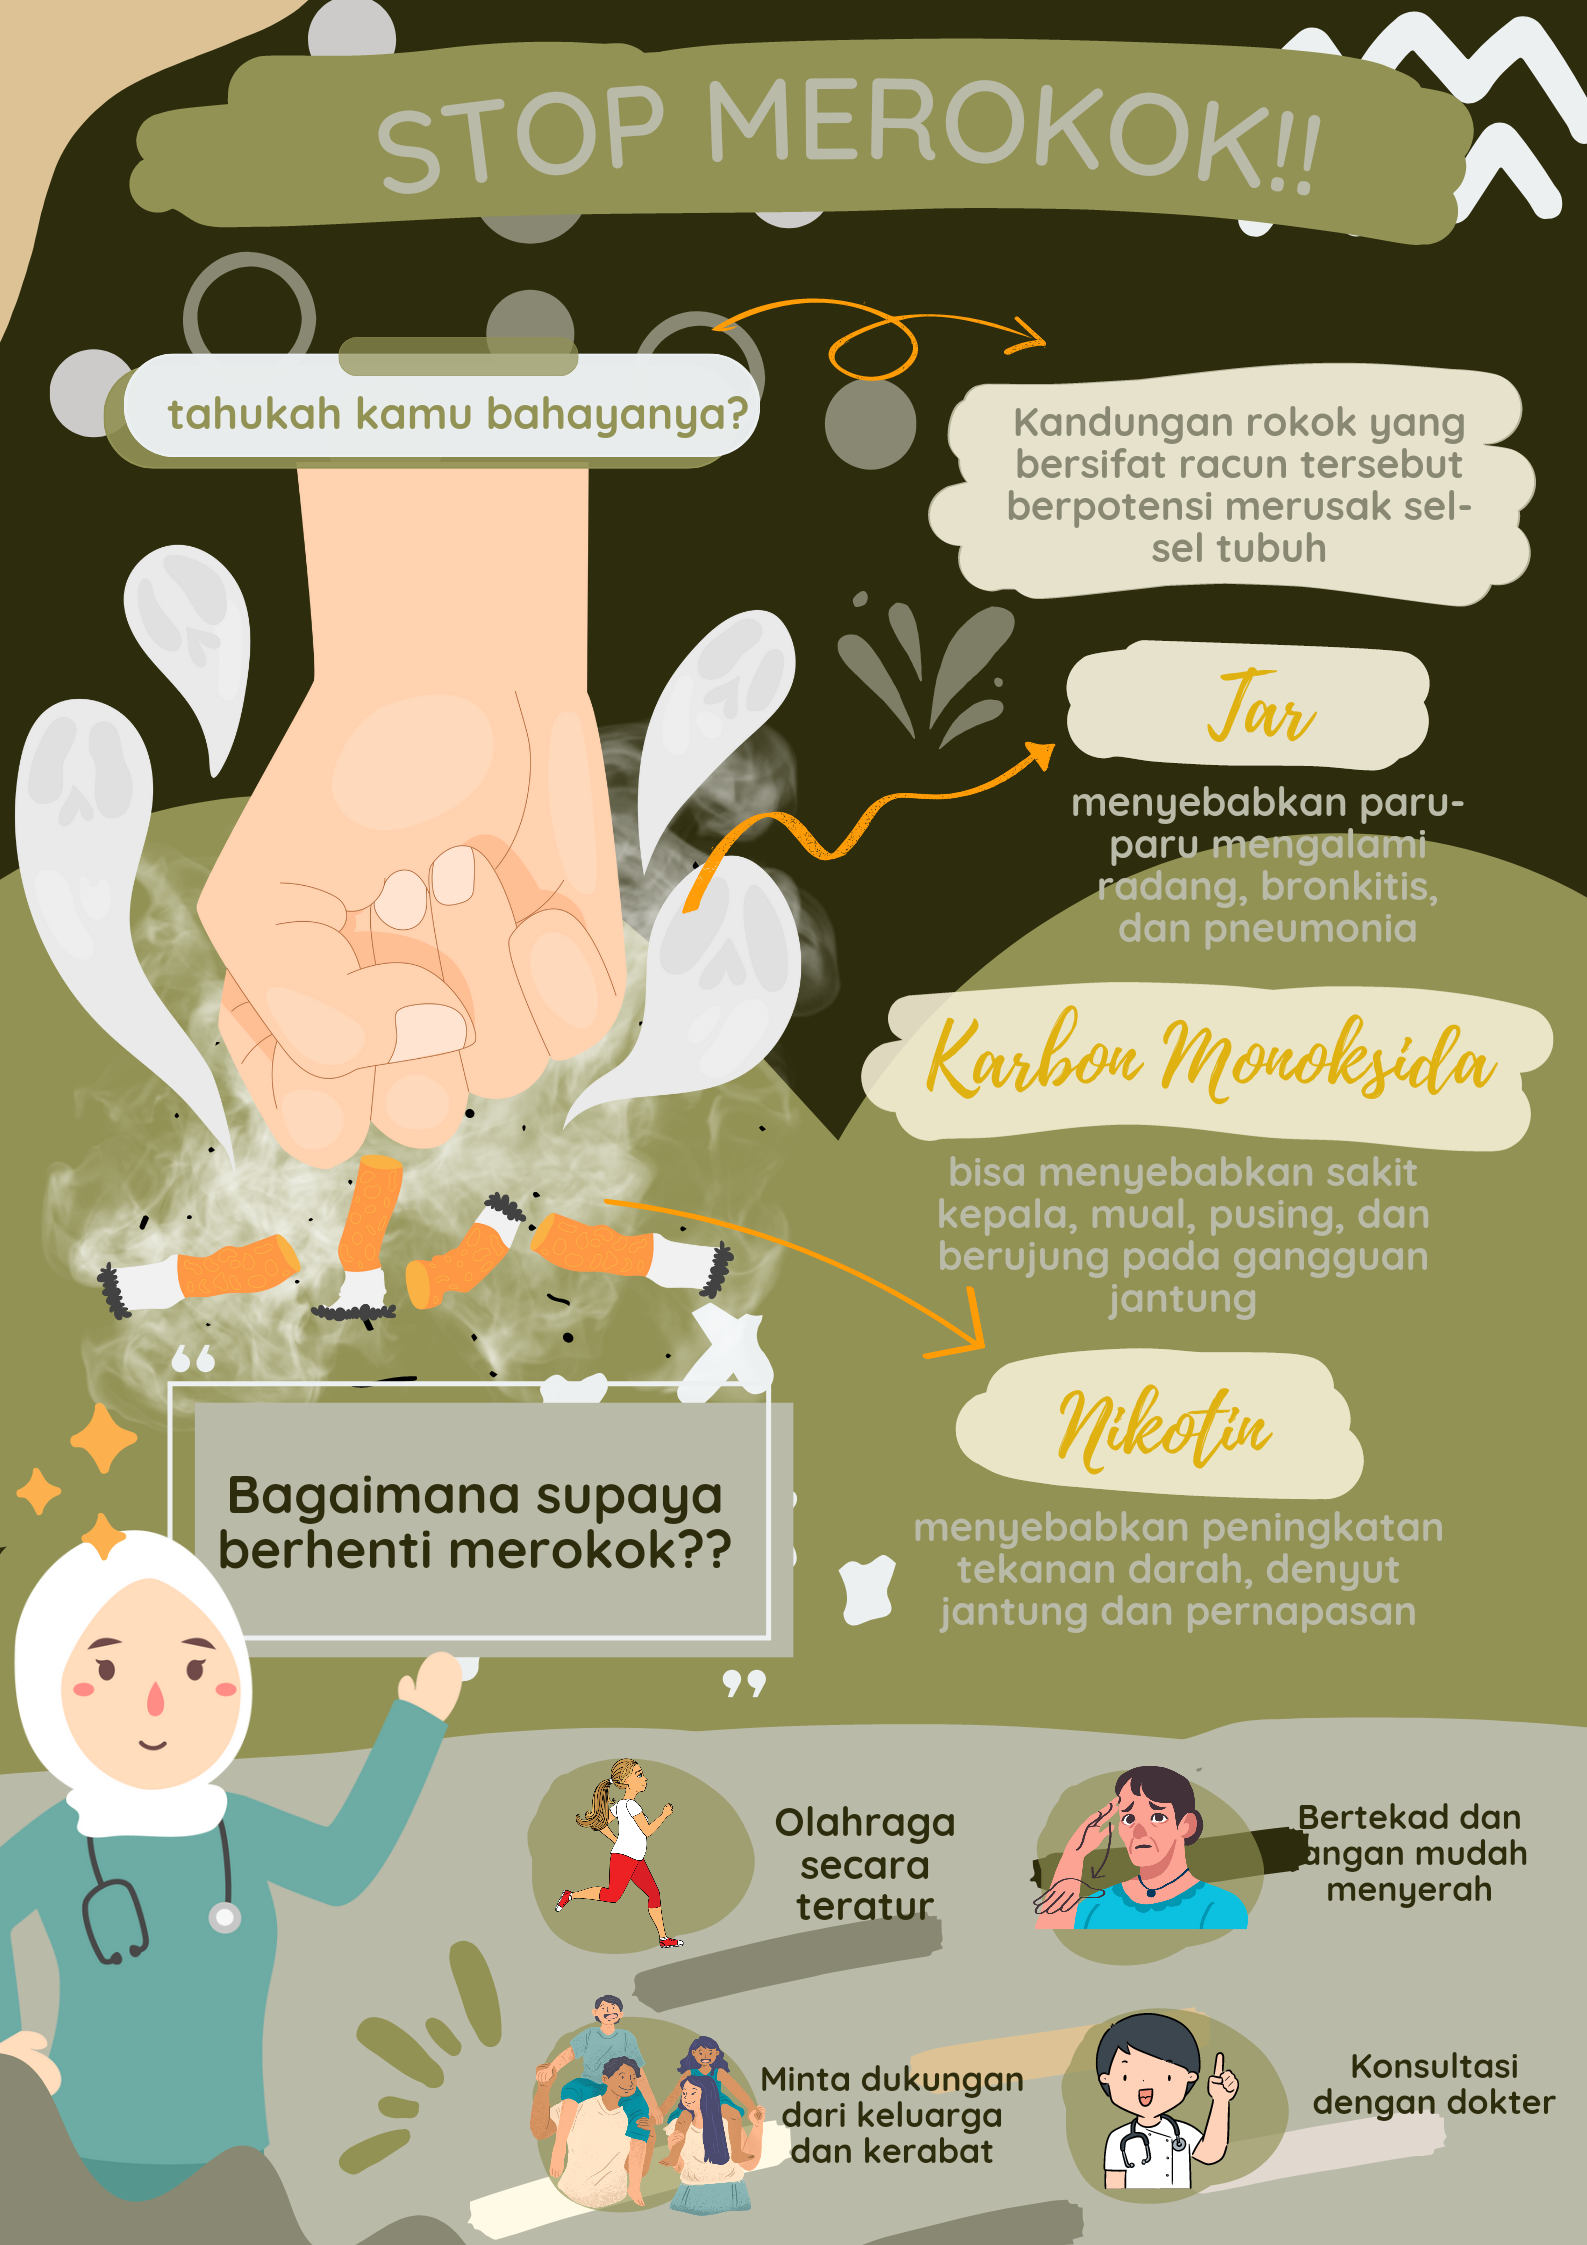 STOP MEROKOK!!
tahukah kamu bahayanya?
Kandungan rokok yang
bersifat racun tersebut
berpotensi merusak sel-
sel tubuh
Tar
menyebabkan paru-
paru mengalami
radang, bronkitis,
dan pneumonia
Karbon Monoksida
bisa menyebabkan sakit
kepala, mual, pusing, dan
berujung pada gangguan
jantung
Nikotin
menyebabkan peningkatan
tekanan darah, denyut
jantung dan pernapasan
“
Bagaimana supaya
berhenti merokok??
”
Olahraga
secara
teratur
Bertekad dan
jangan mudah
menyerah
Minta dukungan
dari keluarga
dan kerabat
Konsultasi
dengan dokter